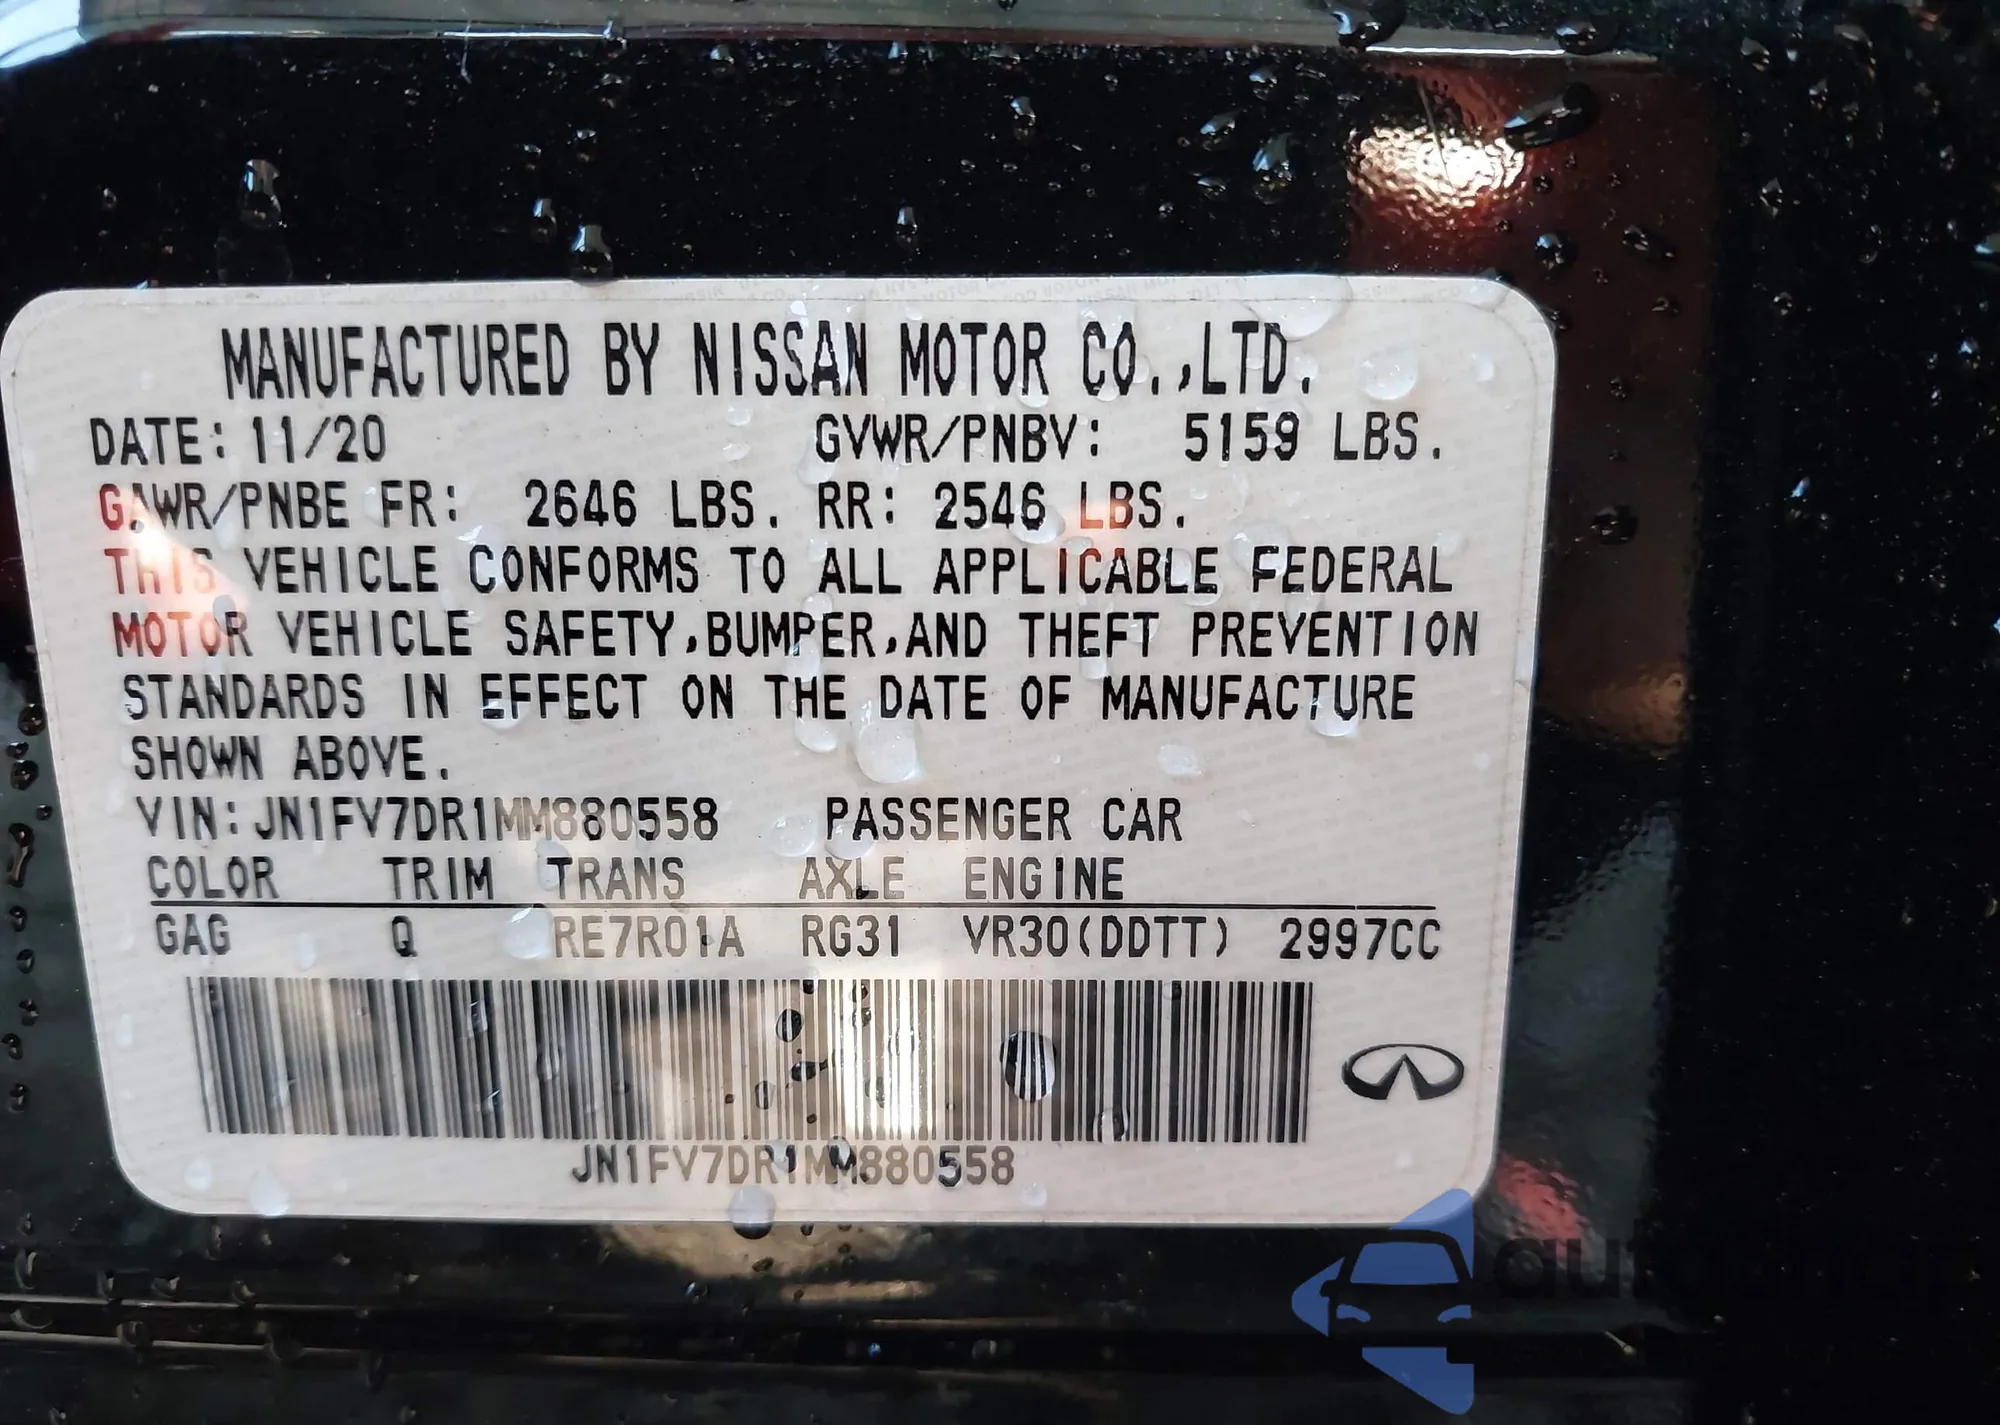 MANUFACTURED BY NISSAN MOTOR CO.,LTD.
DATE: 11/20 GVWR/PNBV: 5159 LBS.
GAWR/PNBE FR: 2646 LBS. RR: 2546 LBS.
THIS VEHICLE CONFORMS TO ALL APPLICABLE FEDERAL
MOTOR VEHICLE SAFETY,BUMPER,AND THEFT PREVENTION
STANDARDS IN EFFECT ON THE DATE OF MANUFACTURE
SHOWN ABOVE.
VIN:JN1FV7DR1MM880558 PASSENGER CAR
COLOR TRIM TRANS AXLE ENGINE
GAG Q RE7R01A RG31 VR30(DDTT) 2997CC
JN1FV7DR1MM880558